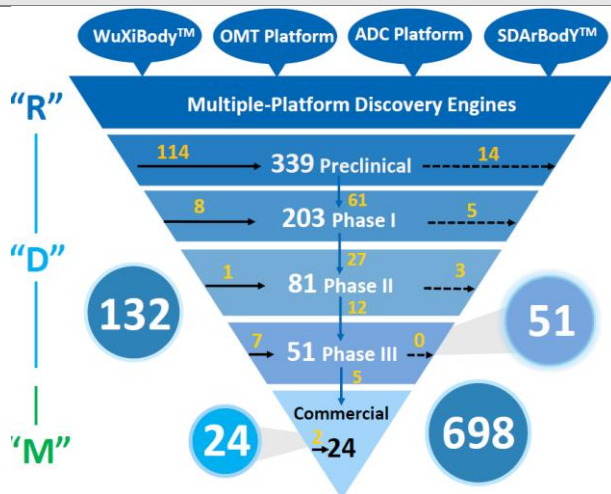 WuXiBody™
OMT Platform
ADC Platform
SDArBodY™
"R"
Multiple-Platform Discovery Engines
114
339 Preclinical
14
61
8
203 Phase I
5
"D"
27
1
81 Phase II
3
132
12
51
7
51 Phase III
0
5
Commercial
"M"
24
2
24
698